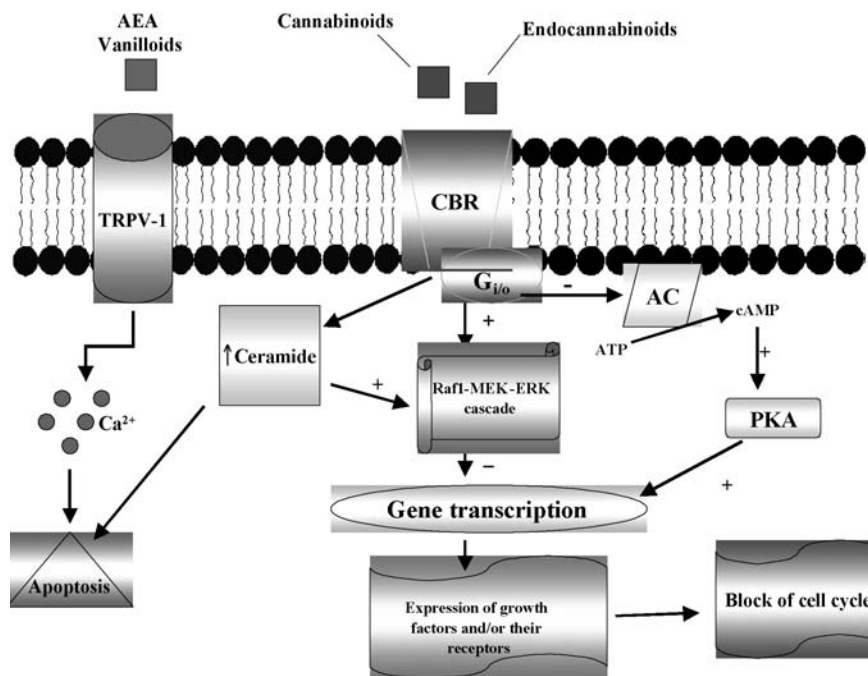 AEA
Vanilloids
Cannabinoids
Endocannabinoids
TRPV-1
CBR
Gi/o
-
AC
cAMP
ATP
+
↑Ceramide
+
Raf1-MEK-ERK
cascade
+
PKA
Ca2+
−
+
Gene transcription
Apoptosis
Expression of growth
factors and/or their
receptors
Block of cell cycle